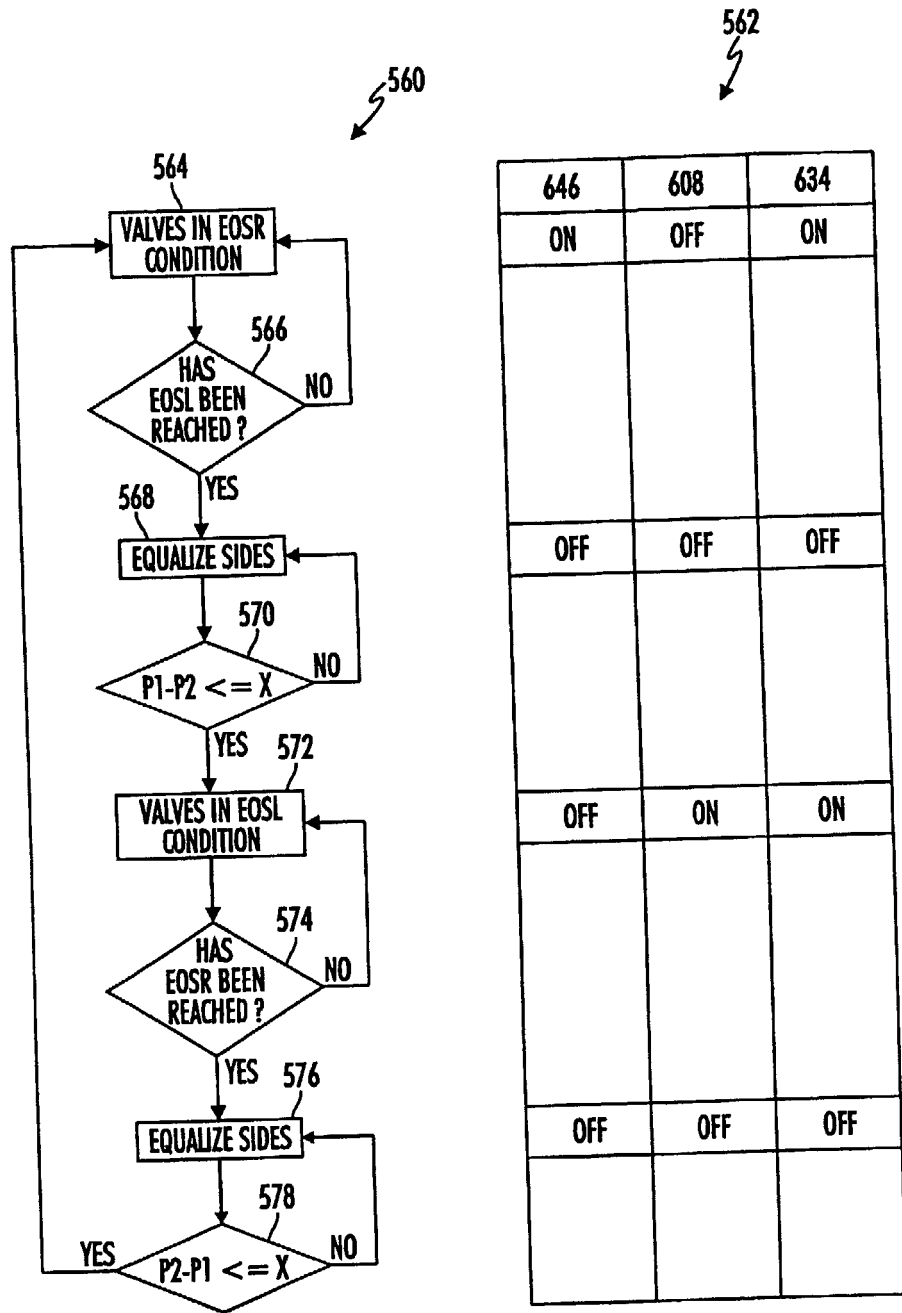 562
560
564
VALVES IN EOSR
CONDITION
566
HAS
EOSL BEEN
REACHED ?
NO
YES
568
EQUALIZE SIDES
570
P1-P2 <= X
NO
YES
572
VALVES IN EOSL
CONDITION
574
HAS
EOSR BEEN
REACHED ?
NO
YES
576
EQUALIZE SIDES
578
YES
P2-P1 <= X
NO
646 608 634
ON OFF ON
OFF OFF OFF
OFF ON ON
OFF OFF OFF